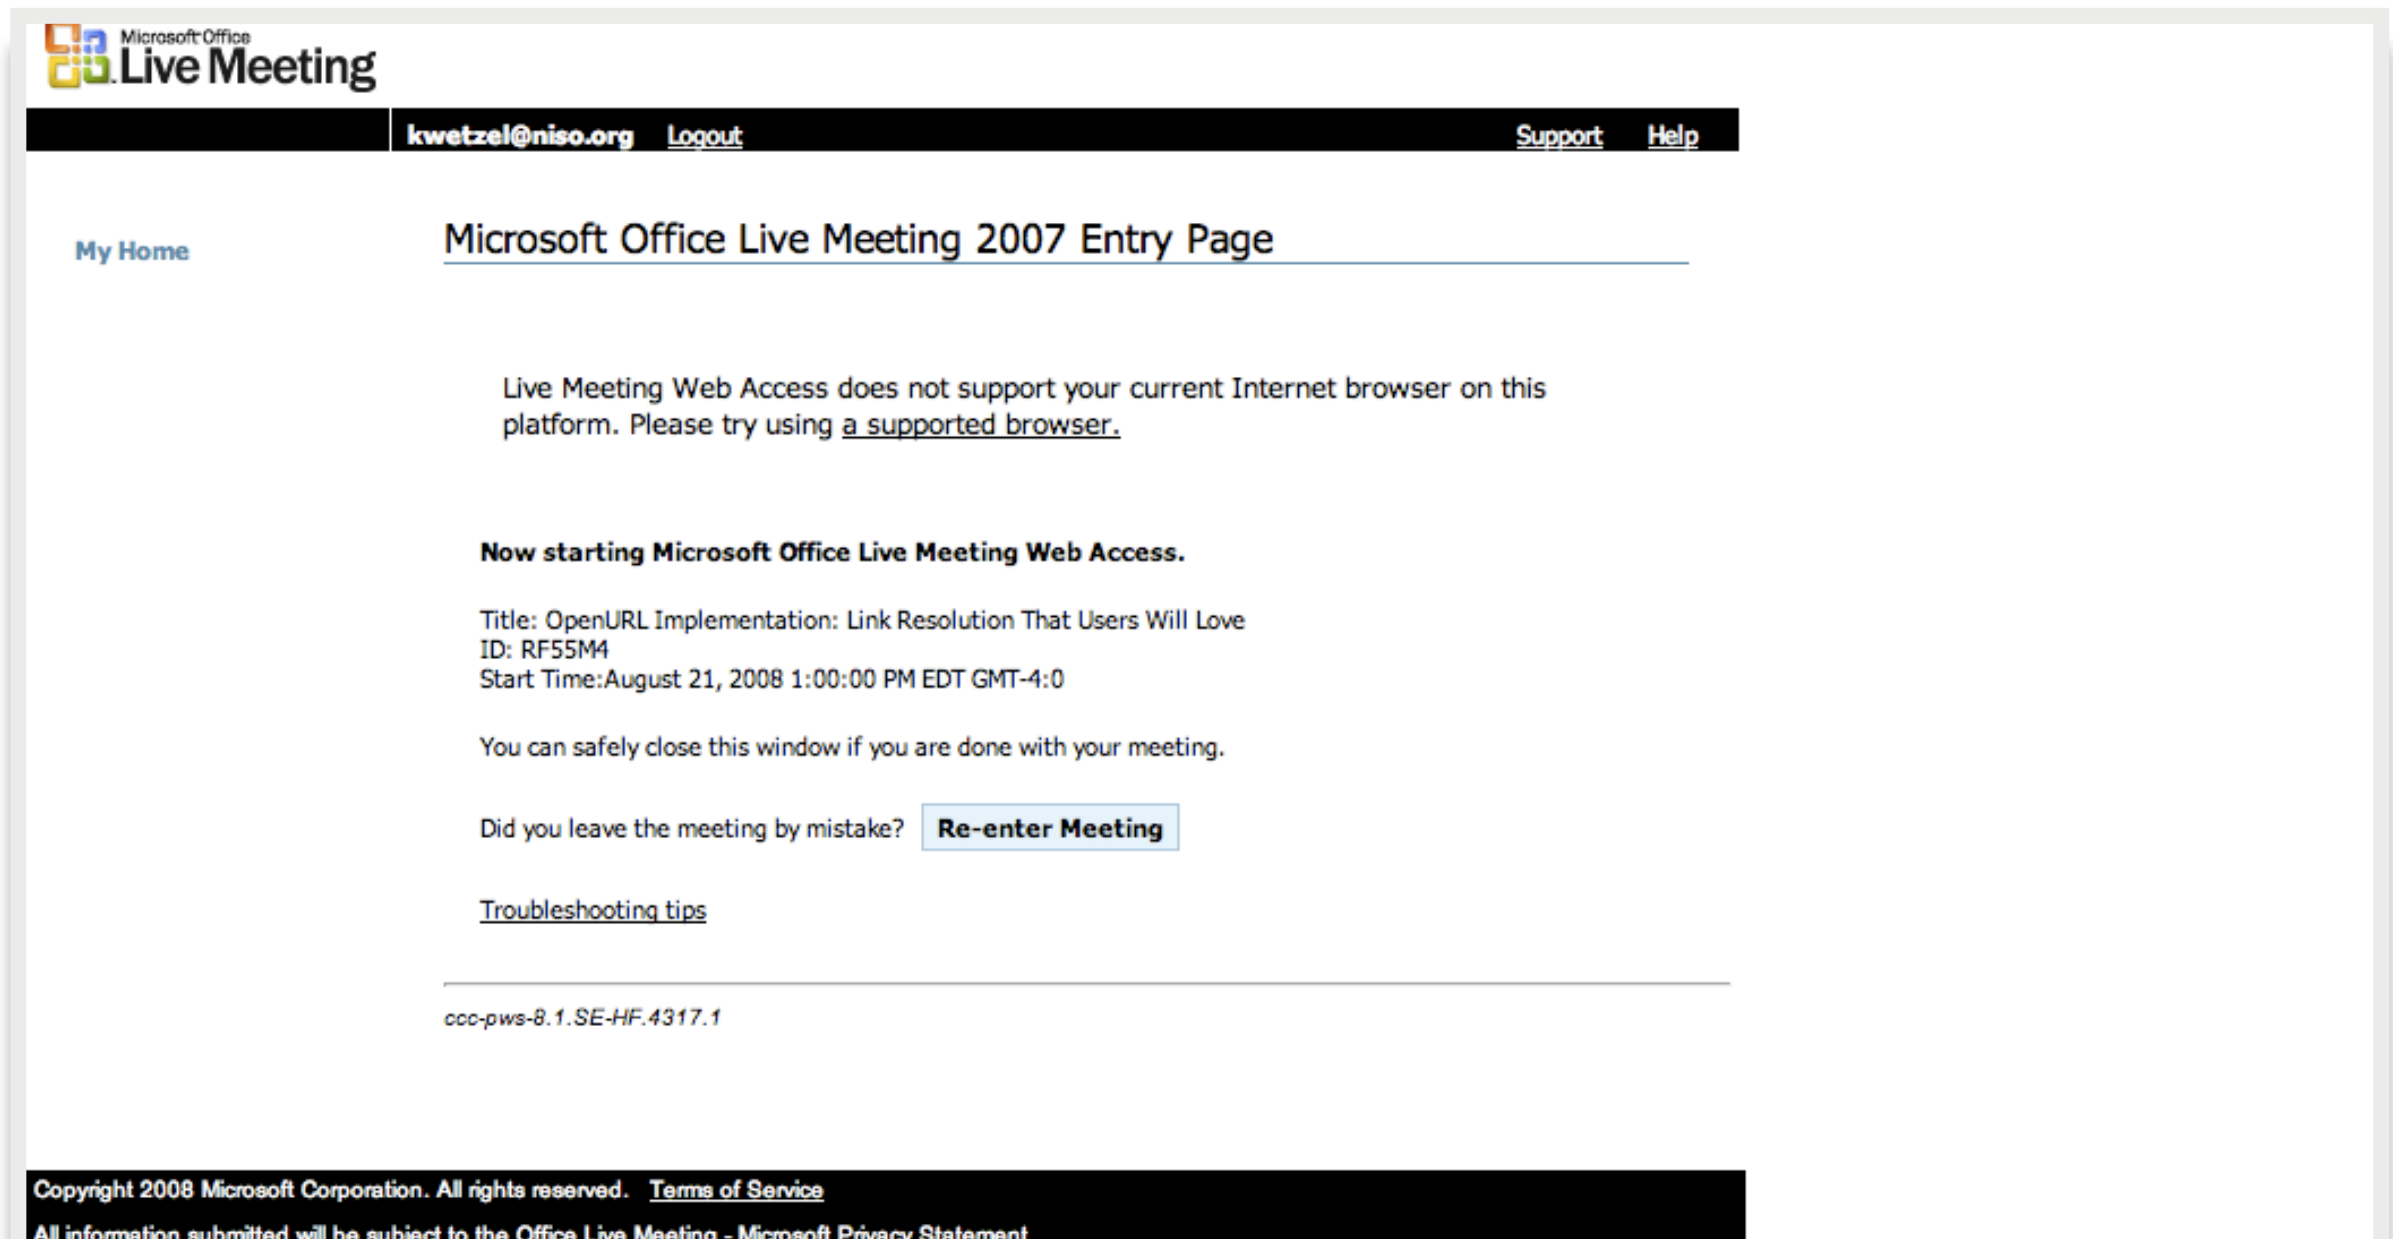 Microsoft Office
Live Meeting
kwetzel@niso.org Logout Support Help
My Home
Microsoft Office Live Meeting 2007 Entry Page
Live Meeting Web Access does not support your current Internet browser on this
platform. Please try using a supported browser.
Now starting Microsoft Office Live Meeting Web Access.
Title: OpenURL Implementation: Link Resolution That Users Will Love
ID: RF55M4
Start Time:August 21, 2008 1:00:00 PM EDT GMT-4:0
You can safely close this window if you are done with your meeting.
Did you leave the meeting by mistake? Re-enter Meeting
Troubleshooting tips
ccc-pws-8.1.SE-HF.4317.1
Copyright 2008 Microsoft Corporation. All rights reserved. Terms of Service
All information submitted will be subject to the Office Live Meeting - Microsoft Privacy Statement